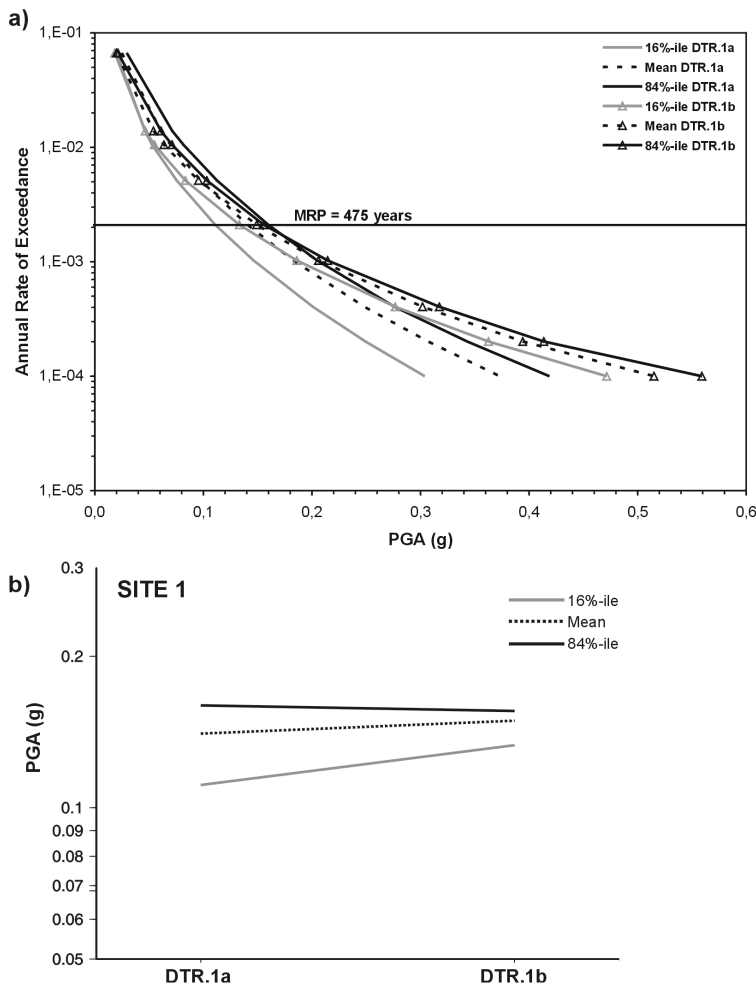 a)
1,E-01
1,E-02
1,E-03
1,E-04
1,E-05
Annual Rate of Exceedance
16%-ile DTR.1a
Mean DTR.1a
84%-ile DTR.1a
16%-ile DTR.1b
Mean DTR.1b
84%-ile DTR.1b
MRP = 475 years
0,0 0,1 0,2 0,3 0,4 0,5 0,6
PGA (g)
b)
SITE 1
0.3
0.2
0.1
0.09
0.08
0.07
0.06
0.05
PGA (g)
16%-ile
Mean
84%-ile
DTR.1a DTR.1b